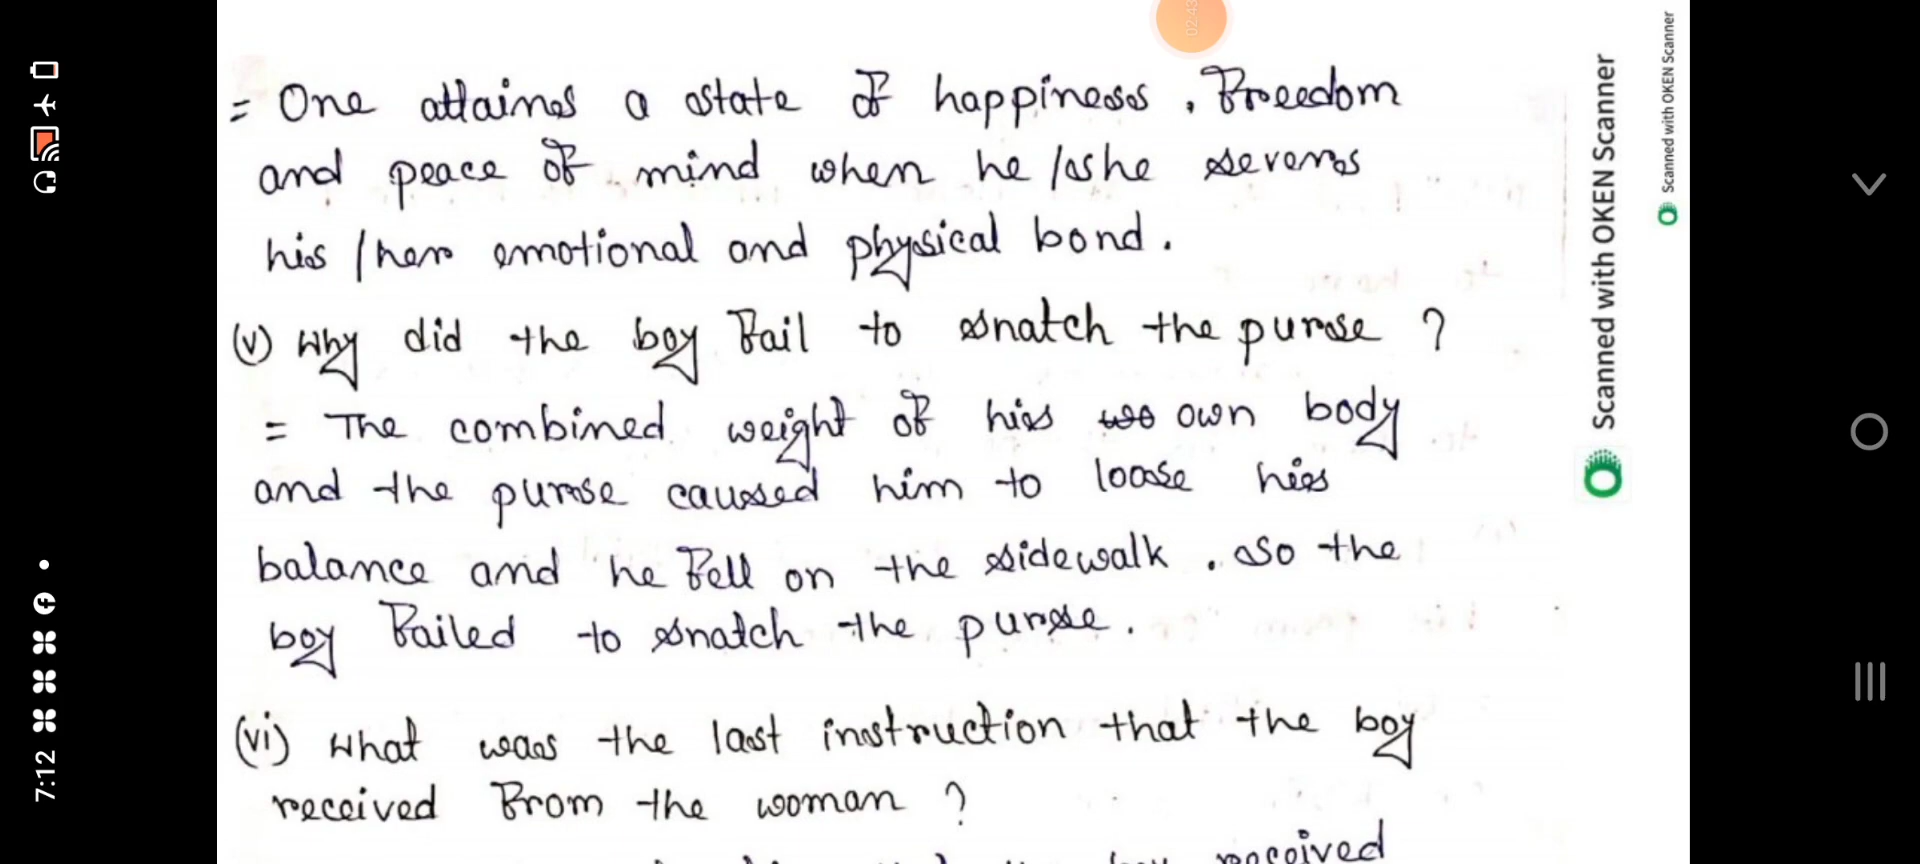 = One attains a state of happiness, Freedom
and peace of mind when he / she severs
his / her emotional and physical bond.
(v) Why did the boy fail to snatch the purse ?
= The combined weight of his own body
and the purse caused him to loose his
balance and he fell on the sidewalk. So the
boy failed to snatch the purse.
(vi) What was the last instruction that the boy
received from the woman ?
received
Scanned with OKEN Scanner
Scanned with OKEN Scanner
7:12
02:43